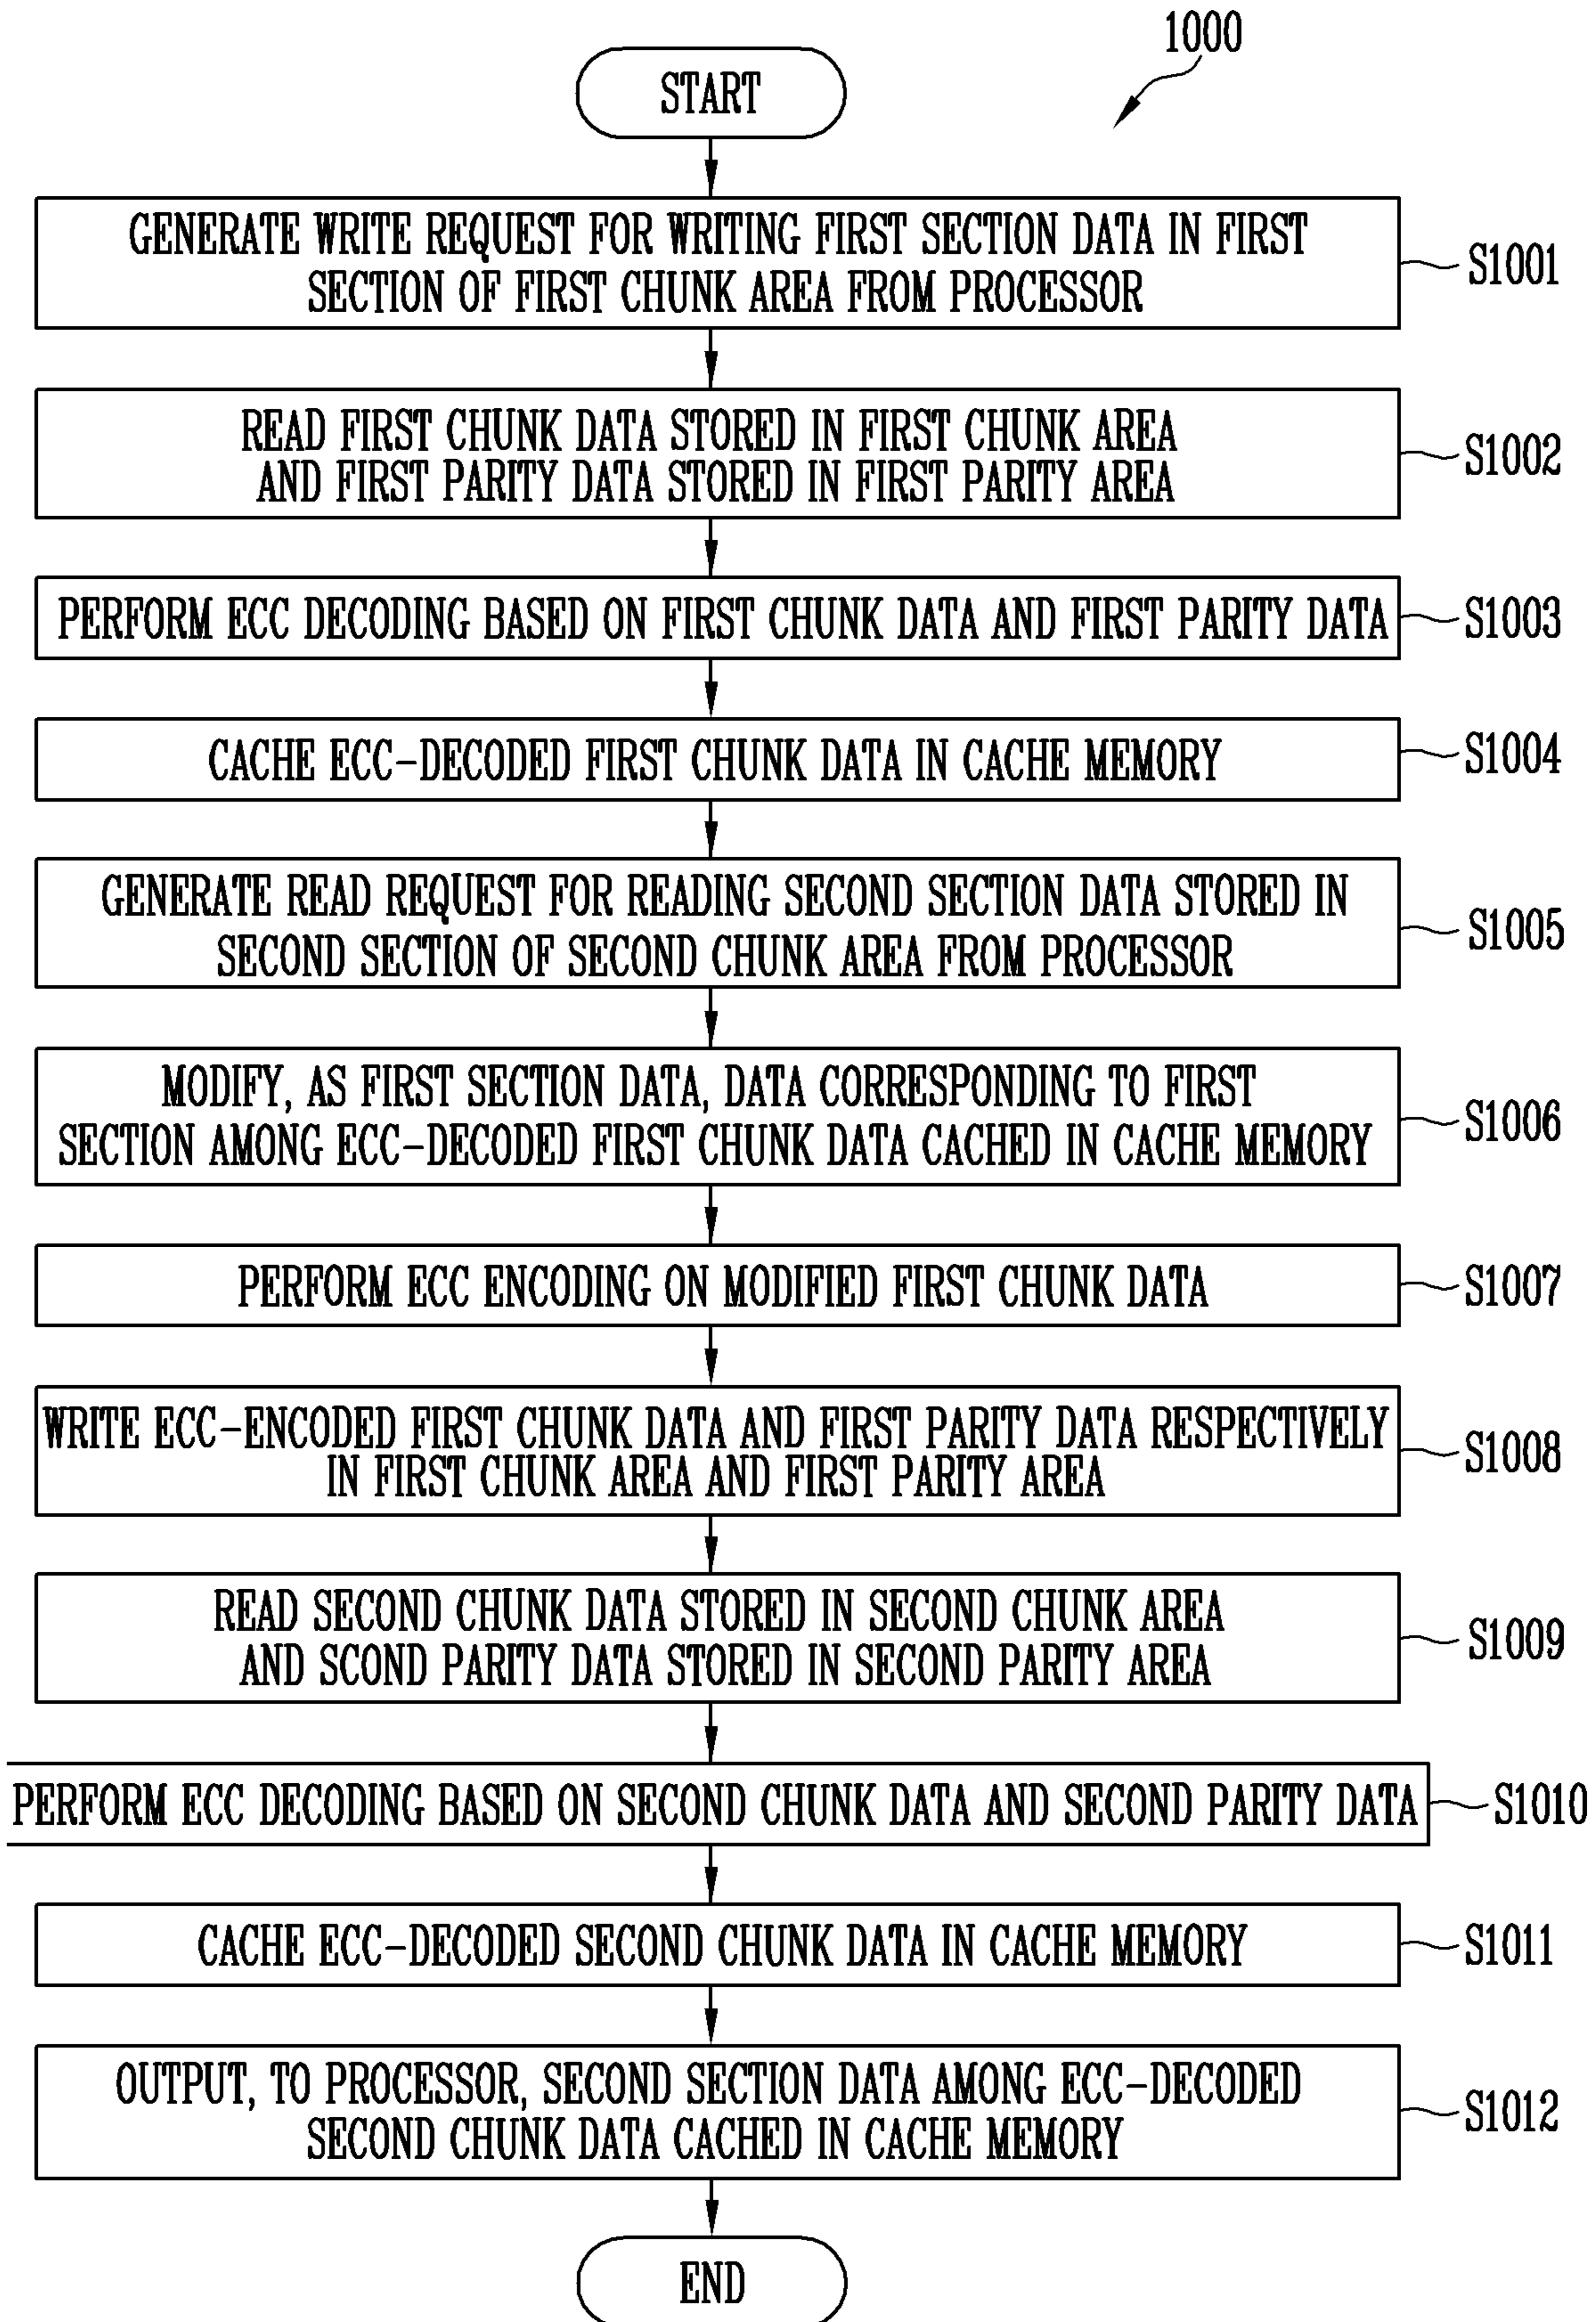 1000
START
GENERATE WRITE REQUEST FOR WRITING FIRST SECTION DATA IN FIRST
SECTION OF FIRST CHUNK AREA FROM PROCESSOR
S1001
READ FIRST CHUNK DATA STORED IN FIRST CHUNK AREA
AND FIRST PARITY DATA STORED IN FIRST PARITY AREA
S1002
PERFORM ECC DECODING BASED ON FIRST CHUNK DATA AND FIRST PARITY DATA
S1003
CACHE ECC-DECODED FIRST CHUNK DATA IN CACHE MEMORY
S1004
GENERATE READ REQUEST FOR READING SECOND SECTION DATA STORED IN
SECOND SECTION OF SECOND CHUNK AREA FROM PROCESSOR
S1005
MODIFY, AS FIRST SECTION DATA, DATA CORRESPONDING TO FIRST
SECTION AMONG ECC-DECODED FIRST CHUNK DATA CACHED IN CACHE MEMORY
S1006
PERFORM ECC ENCODING ON MODIFIED FIRST CHUNK DATA
S1007
WRITE ECC-ENCODED FIRST CHUNK DATA AND FIRST PARITY DATA RESPECTIVELY
IN FIRST CHUNK AREA AND FIRST PARITY AREA
S1008
READ SECOND CHUNK DATA STORED IN SECOND CHUNK AREA
AND SCOND PARITY DATA STORED IN SECOND PARITY AREA
S1009
PERFORM ECC DECODING BASED ON SECOND CHUNK DATA AND SECOND PARITY DATA
S1010
CACHE ECC-DECODED SECOND CHUNK DATA IN CACHE MEMORY
S1011
OUTPUT, TO PROCESSOR, SECOND SECTION DATA AMONG ECC-DECODED
SECOND CHUNK DATA CACHED IN CACHE MEMORY
S1012
END